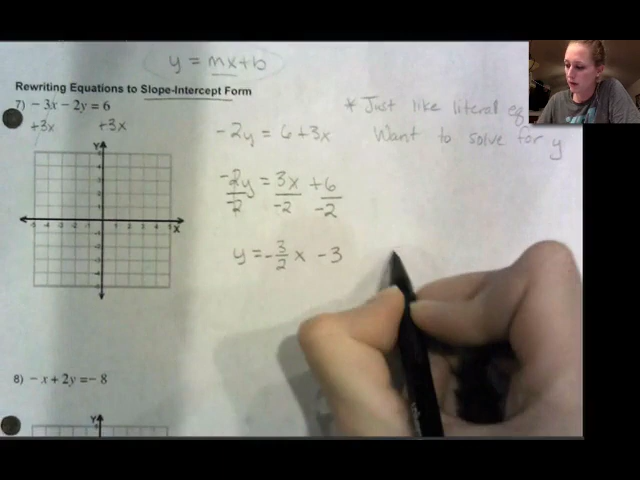 y = mx+b
Rewriting Equations to Slope-Intercept Form
7) − 3x − 2y = 6
+3x +3x
* Just like literal
-2y = 6 + 3x
Want to solve for y
-2y = 3x + 6
-2 -2 -2
y = -3/2 x - 3
Y
X
8) − x + 2y = − 8
Y